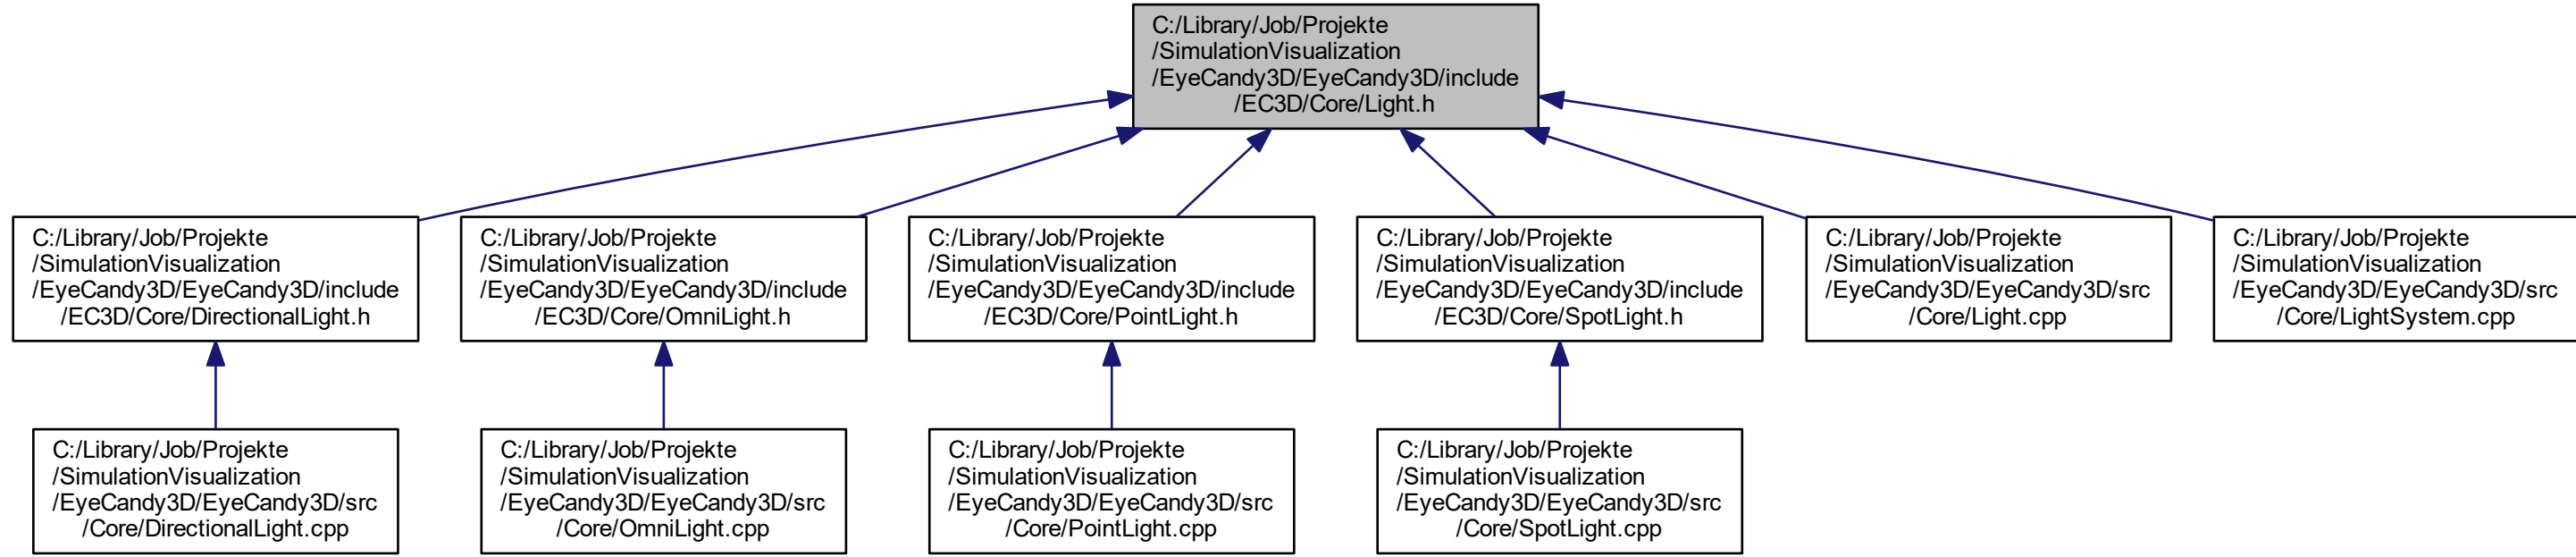 C:/Library/Job/Projekte
/SimulationVisualization
/EyeCandy3D/EyeCandy3D/include
/EC3D/Core/Light.h
C:/Library/Job/Projekte
/SimulationVisualization
/EyeCandy3D/EyeCandy3D/include
/EC3D/Core/DirectionalLight.h
C:/Library/Job/Projekte
/SimulationVisualization
/EyeCandy3D/EyeCandy3D/include
/EC3D/Core/OmniLight.h
C:/Library/Job/Projekte
/SimulationVisualization
/EyeCandy3D/EyeCandy3D/include
/EC3D/Core/PointLight.h
C:/Library/Job/Projekte
/SimulationVisualization
/EyeCandy3D/EyeCandy3D/include
/EC3D/Core/SpotLight.h
C:/Library/Job/Projekte
/SimulationVisualization
/EyeCandy3D/EyeCandy3D/src
/Core/Light.cpp
C:/Library/Job/Projekte
/SimulationVisualization
/EyeCandy3D/EyeCandy3D/src
/Core/LightSystem.cpp
C:/Library/Job/Projekte
/SimulationVisualization
/EyeCandy3D/EyeCandy3D/src
/Core/DirectionalLight.cpp
C:/Library/Job/Projekte
/SimulationVisualization
/EyeCandy3D/EyeCandy3D/src
/Core/OmniLight.cpp
C:/Library/Job/Projekte
/SimulationVisualization
/EyeCandy3D/EyeCandy3D/src
/Core/PointLight.cpp
C:/Library/Job/Projekte
/SimulationVisualization
/EyeCandy3D/EyeCandy3D/src
/Core/SpotLight.cpp